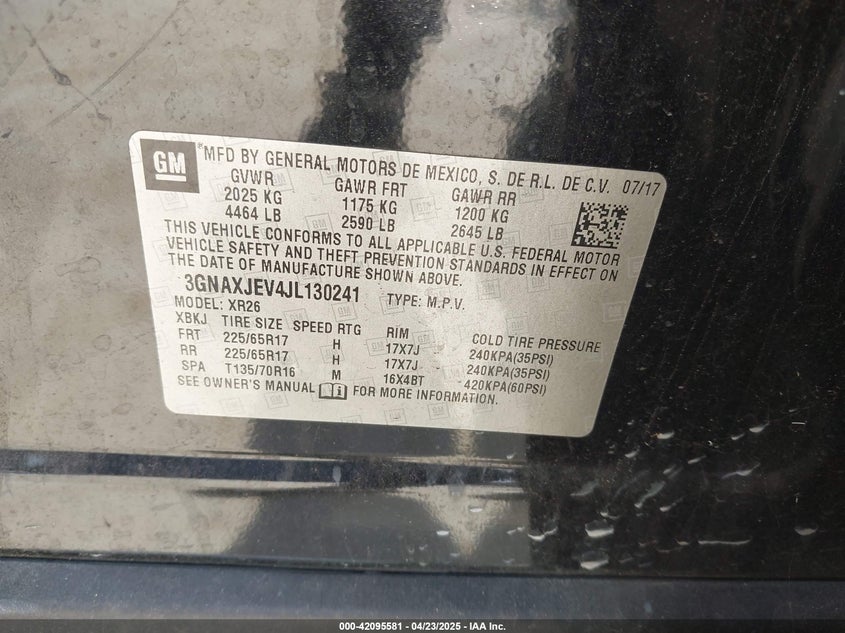 GM ® MFD BY GENERAL MOTORS DE MEXICO, S. DE R.L. DE C.V. 07/17
GVWR GAWR FRT GAWR RR
2025 KG 1175 KG 1200 KG
4464 LB 2590 LB 2645 LB
THIS VEHICLE CONFORMS TO ALL APPLICABLE U.S. FEDERAL MOTOR
VEHICLE SAFETY AND THEFT PREVENTION STANDARDS IN EFFECT ON
THE DATE OF MANUFACTURE SHOWN ABOVE.
3GNAXJEV4JL130241 TYPE: M.P.V.
MODEL: XR26
XBKJ TIRE SIZE SPEED RTG RIM COLD TIRE PRESSURE
FRT 225/65R17 H 17X7J 240KPA(35PSI)
RR 225/65R17 H 17X7J 240KPA(35PSI)
SPA T135/70R16 M 16X4BT 420KPA(60PSI)
SEE OWNER'S MANUAL FOR MORE INFORMATION.
000-42095581 | 04/23/2025 - IAA Inc.